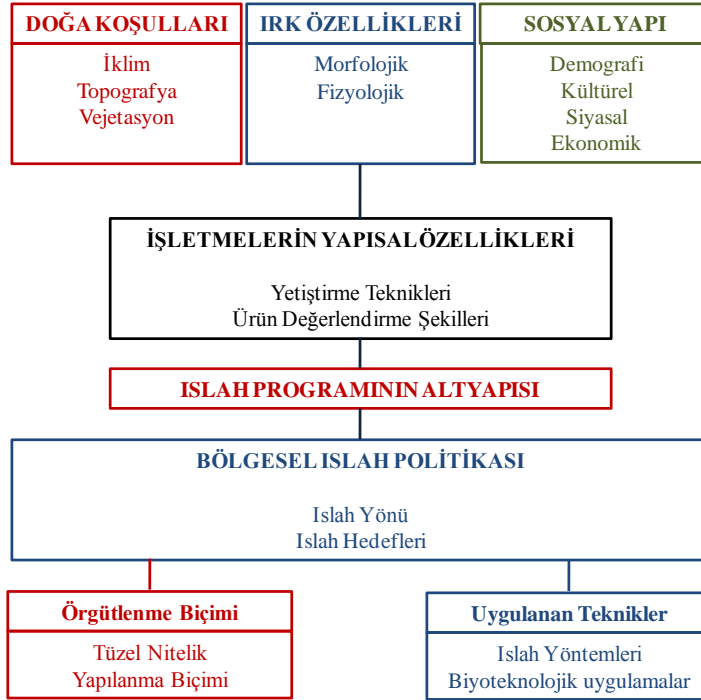 DOĞA KOŞULLARI
İklim
Topografya
Vejetasyon
IRK ÖZELLİKLERİ
Morfolojik
Fizyolojik
SOSYAL YAPI
Demografi
Kültürel
Siyasal
Ekonomik
İŞLETMELERİN YAPISAL ÖZELLİKLERİ
Yetiştirme Teknikleri
Ürün Değerlendirme Şekilleri
ISLAH PROGRAMININ ALTYAPISI
BÖLGESEL ISLAH POLİTİKASI
Islah Yönü
Islah Hedefleri
Örgütlenme Biçimi
Tüzel Nitelik
Yapılanma Biçimi
Uygulanan Teknikler
Islah Yöntemleri
Biyoteknolojik uygulamalar